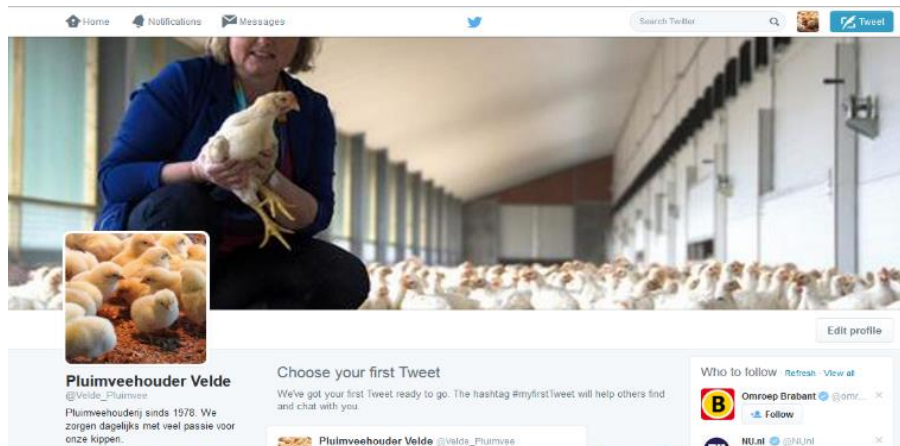 Home Notifications Messages Search Twitter Tweet
Edit profile
Pluimveehouder Velde
@Velde_Pluimvee
Pluimveehouderij sinds 1978. We
zorgen dagelijks met veel passie voor
onze kippen.
Choose your first Tweet
We've got your first Tweet ready to go. The hashtag #myfirstTweet will help others find
and chat with you.
Pluimveehouder Velde @Velde_Pluimvee
Who to follow · Refresh · View all
B
Omroep Brabant @omr...
Follow
NU.nl @NUnl